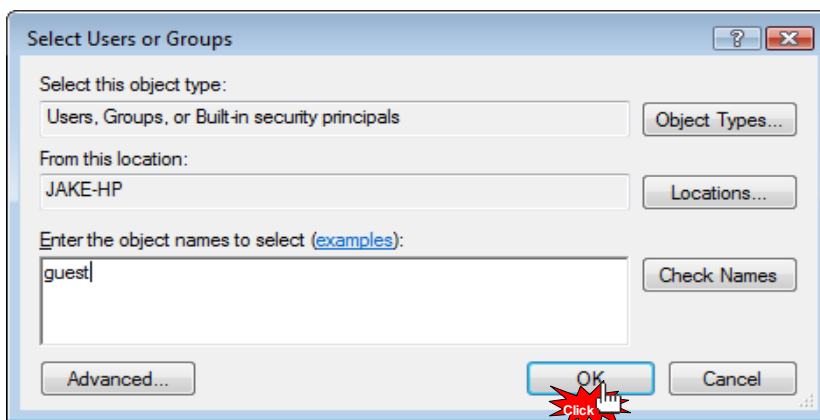 Select Users or Groups
?
Select this object type:
Users, Groups, or Built-in security principals
Object Types...
From this location:
JAKE-HP
Locations...
Enter the object names to select (examples):
guest
Check Names
Advanced...
OK
Cancel
Click